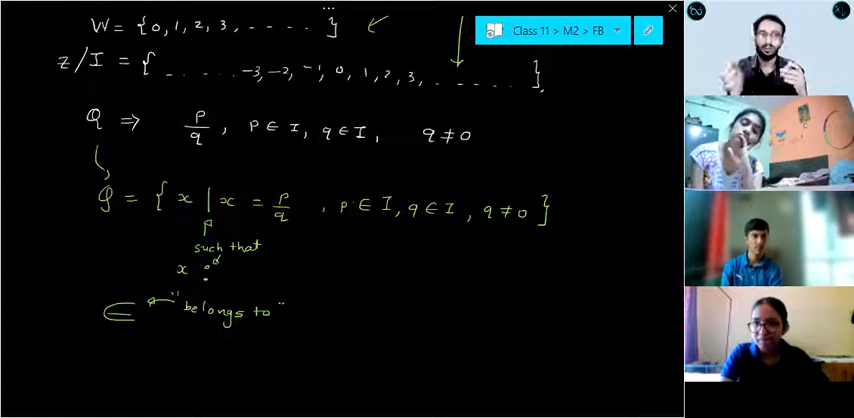 W = {0, 1, 2, 3, ...... }
Class 11 > M2 > FB
Z/I = { ...... -3, -2, -1, 0, 1, 2, 3, ...... }
Q ⇒ p/q , p ∈ I, q ∈ I, q ≠ 0
Q = { x | x = p/q , p ∈ I, q ∈ I, q ≠ 0 }
such that
x :
∈ ← "belongs to"